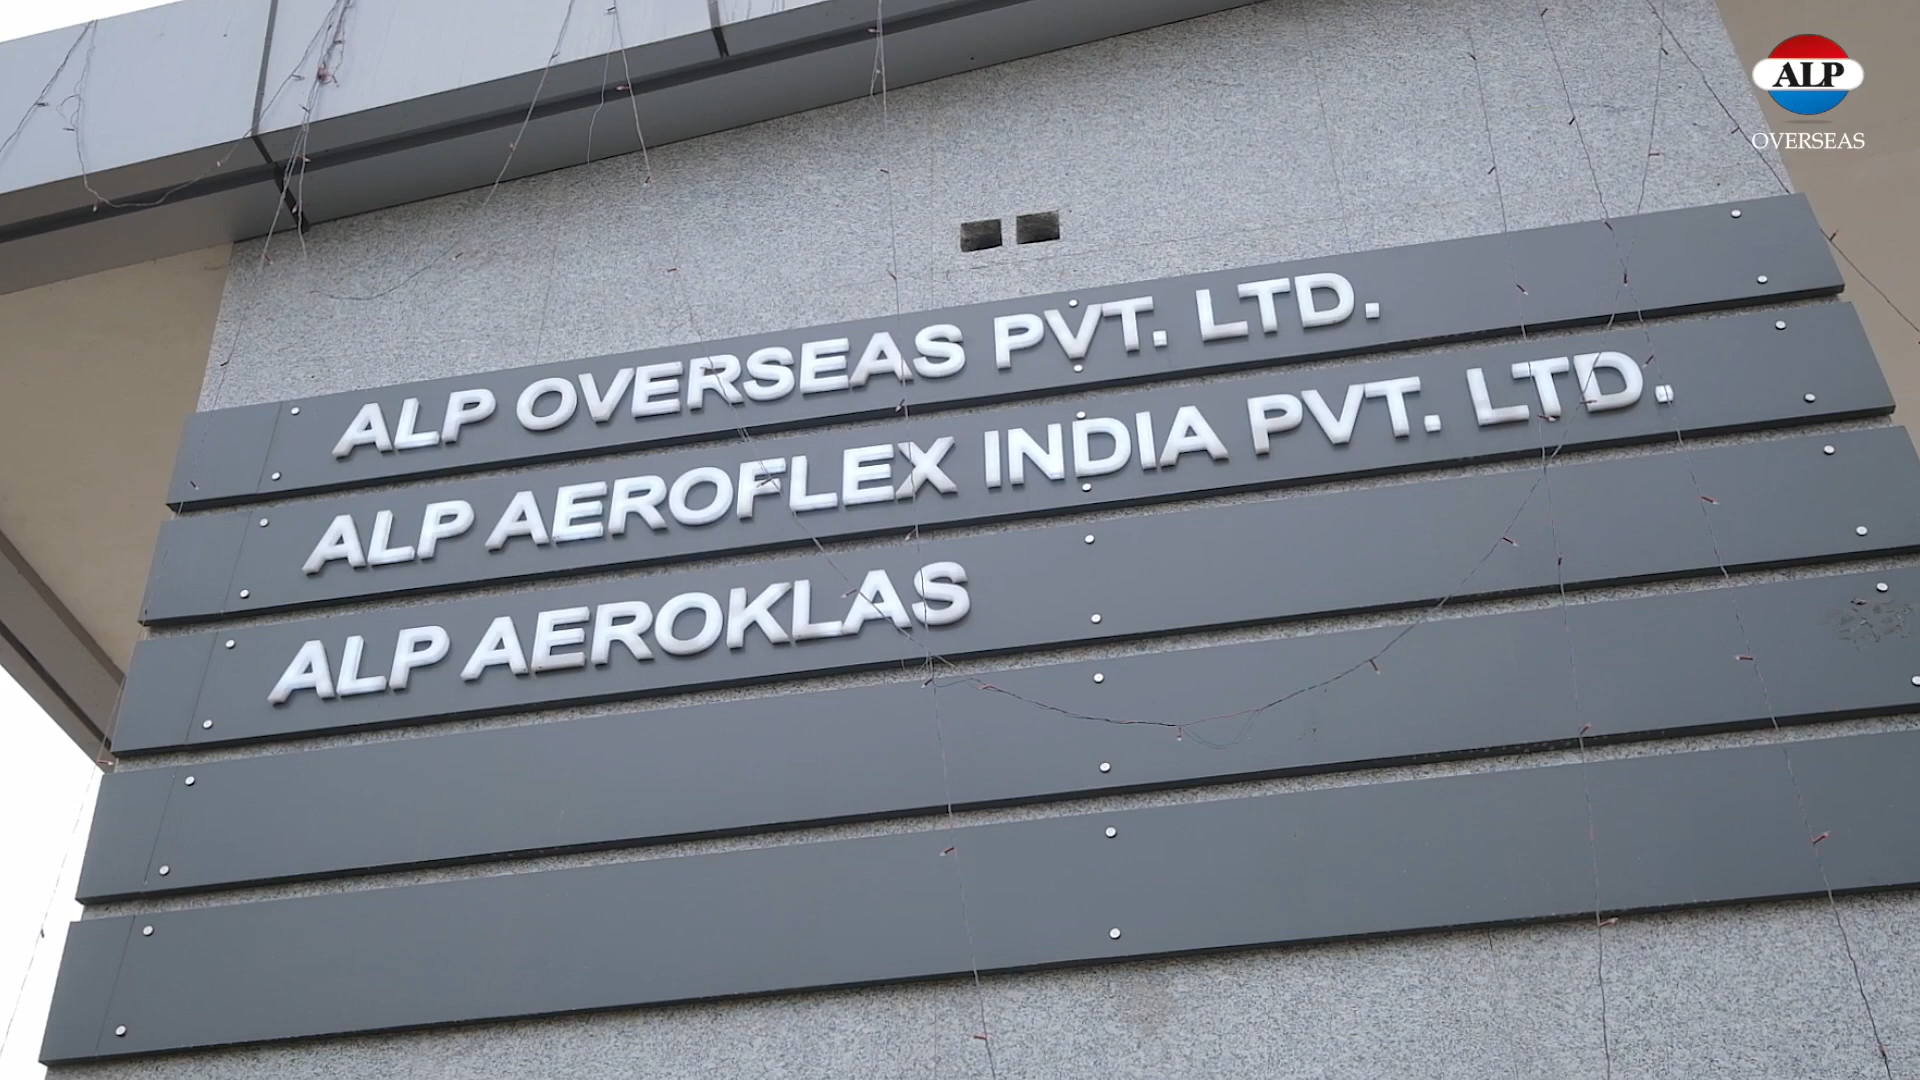 ALP
OVERSEAS
ALP OVERSEAS PVT. LTD.
ALP AEROFLEX INDIA PVT. LTD.
ALP AEROKLAS